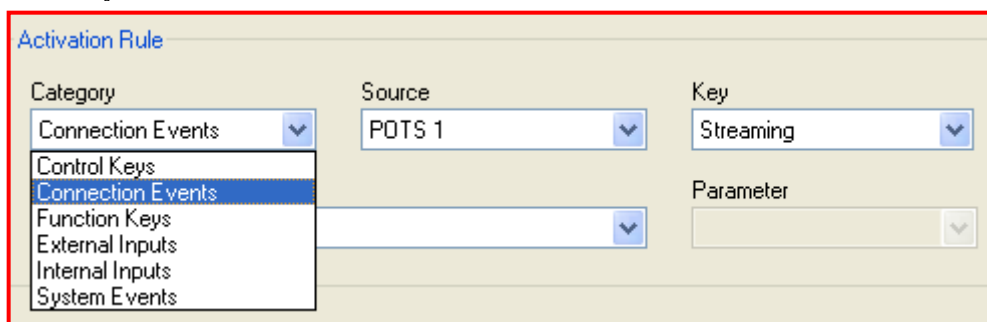 Activation Rule
Category Source Key
Connection Events POTS 1 Streaming
Control Keys
Connection Events
Parameter
Function Keys
External Inputs
Internal Inputs
System Events